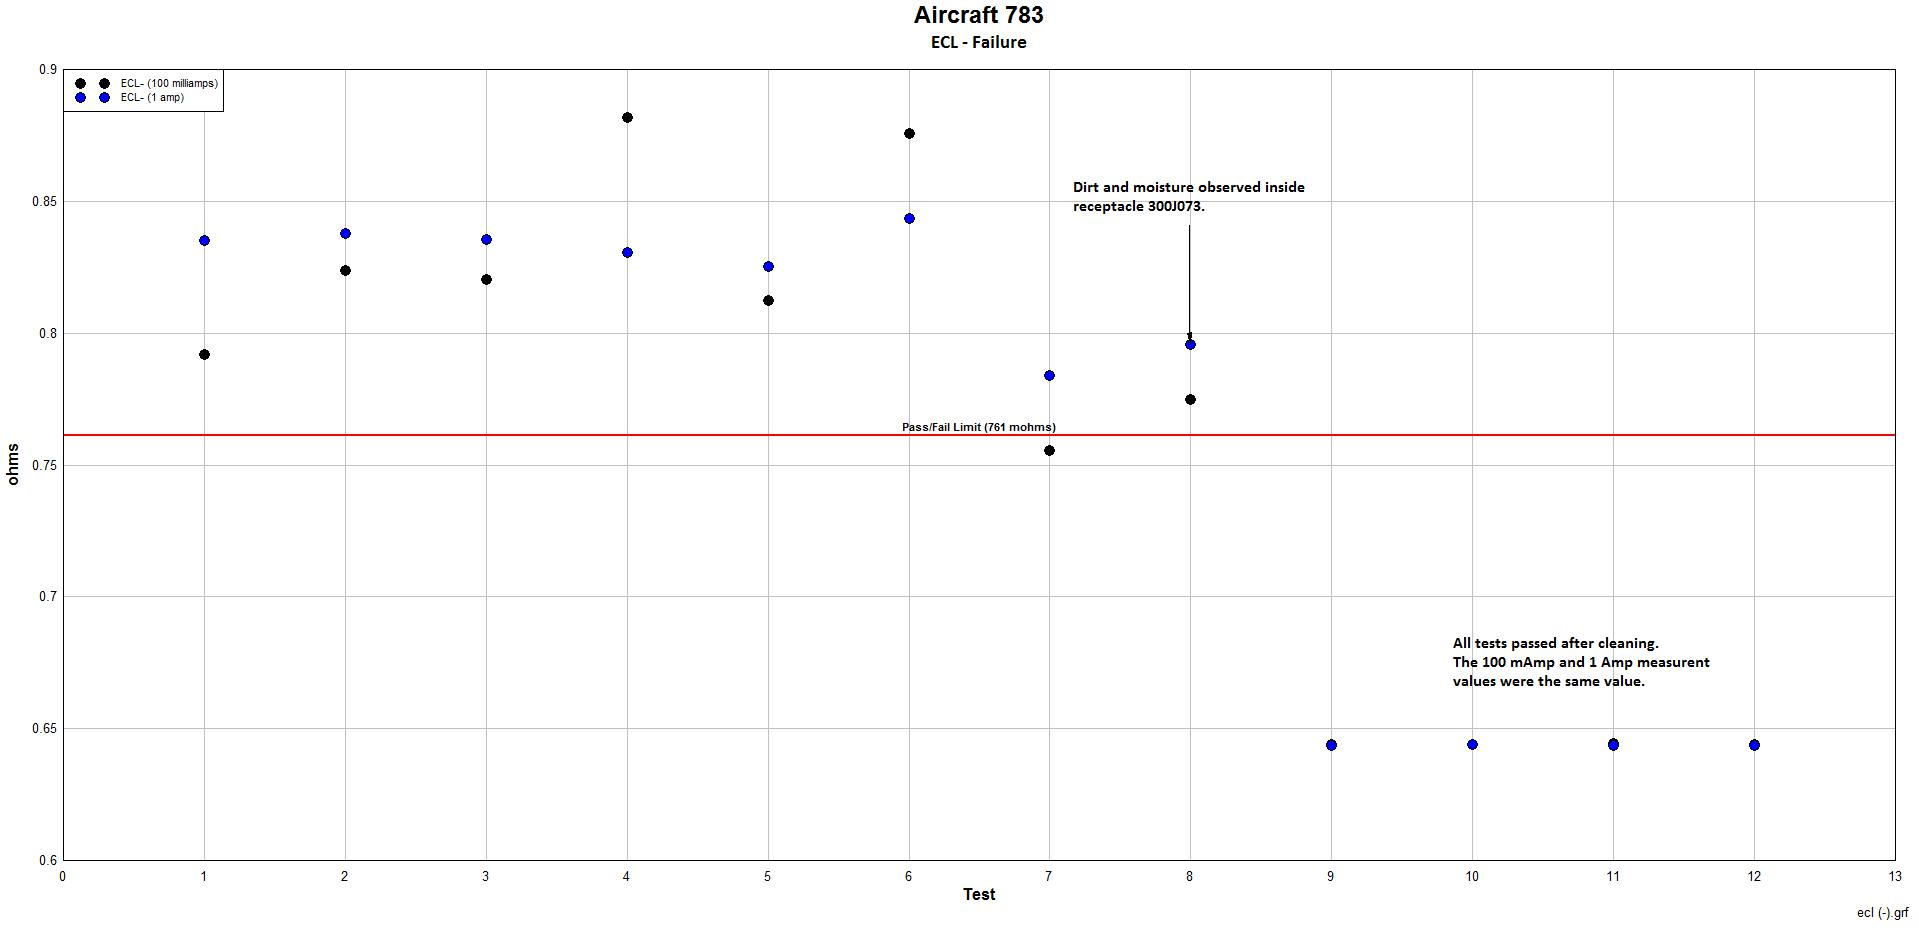 Aircraft 783
ECL - Failure
ECL- (100 milliamps)
ECL- (1 amp)
0.9
0.85
0.8
0.75
0.7
0.65
0.6
ohms
Dirt and moisture observed inside
receptacle 300J073.
Pass/Fail Limit (761 mohms)
All tests passed after cleaning.
The 100 mAmp and 1 Amp measurent
values were the same value.
0 1 2 3 4 5 6 7 8 9 10 11 12 13
Test
ecl (-).grf